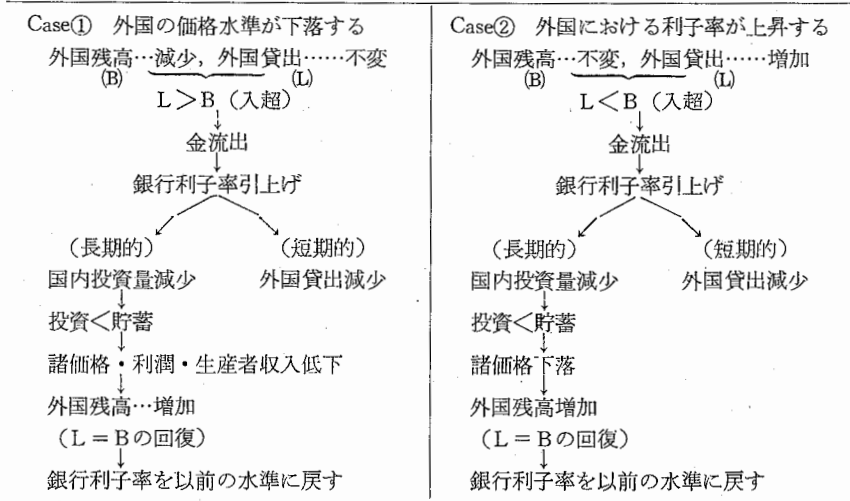 Case① 外国の価格水準が下落する
外国残高…減少，外国貸出……不変
(B) (L)
L＞B（入超）
金流出
銀行利子率引上げ
（長期的） （短期的）
国内投資量減少 外国貸出減少
投資＜貯蓄
諸価格・利潤・生産者収入低下
外国残高…増加
（L＝Bの回復）
銀行利子率を以前の水準に戻す
Case② 外国における利子率が上昇する
外国残高…不変，外国貸出……増加
(B) (L)
L＜B（入超）
金流出
銀行利子率引上げ
（長期的） （短期的）
国内投資量減少 外国貸出減少
投資＜貯蓄
諸価格下落
外国残高増加
（L＝Bの回復）
銀行利子率を以前の水準に戻す